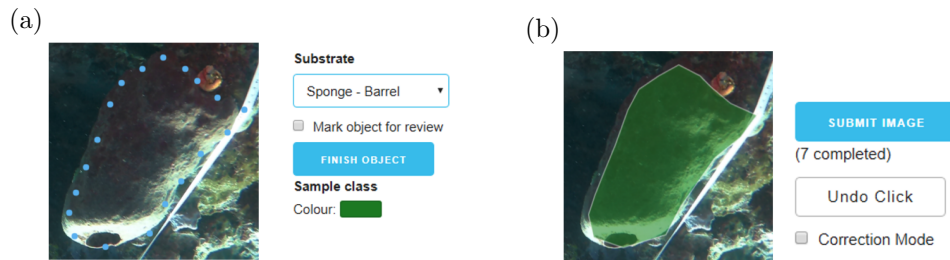 (a)
Substrate
Sponge - Barrel
Mark object for review
FINISH OBJECT
Sample class
Colour:
(b)
SUBMIT IMAGE
(7 completed)
Undo Click
Correction Mode